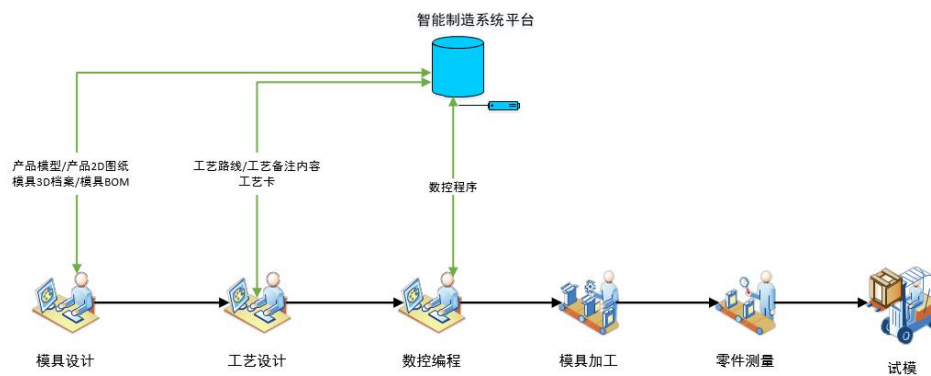 智能制造系统平台
产品模型/产品2D图纸
模具3D档案/模具BOM
工艺路线/工艺备注内容
工艺卡
数控程序
模具设计
工艺设计
数控编程
模具加工
零件测量
试模